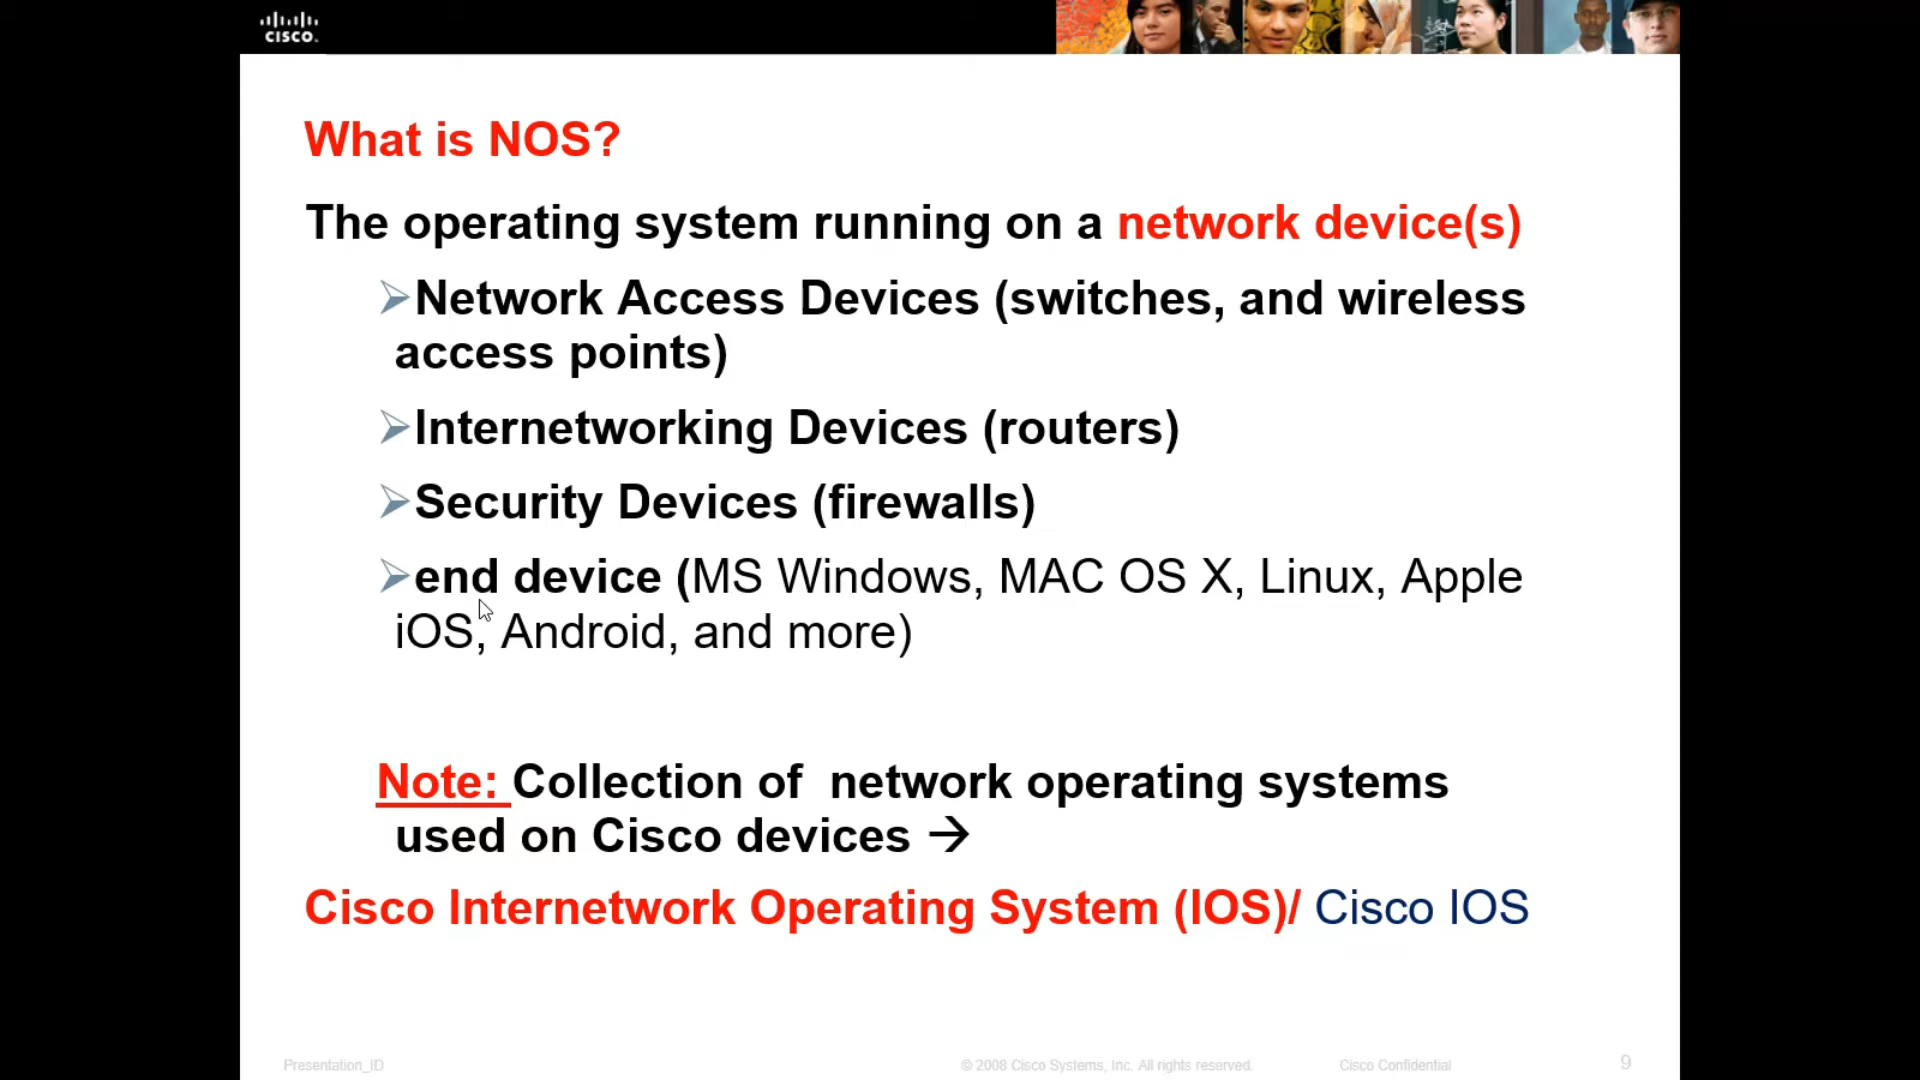 CISCO.
What is NOS?
The operating system running on a network device(s)
➢Network Access Devices (switches, and wireless
access points)
➢Internetworking Devices (routers)
➢Security Devices (firewalls)
➢end device (MS Windows, MAC OS X, Linux, Apple
iOS, Android, and more)
Note: Collection of  network operating systems
used on Cisco devices →
Cisco Internetwork Operating System (IOS)/ Cisco IOS
Presentation_ID © 2008 Cisco Systems, Inc. All rights reserved. Cisco Confidential 9